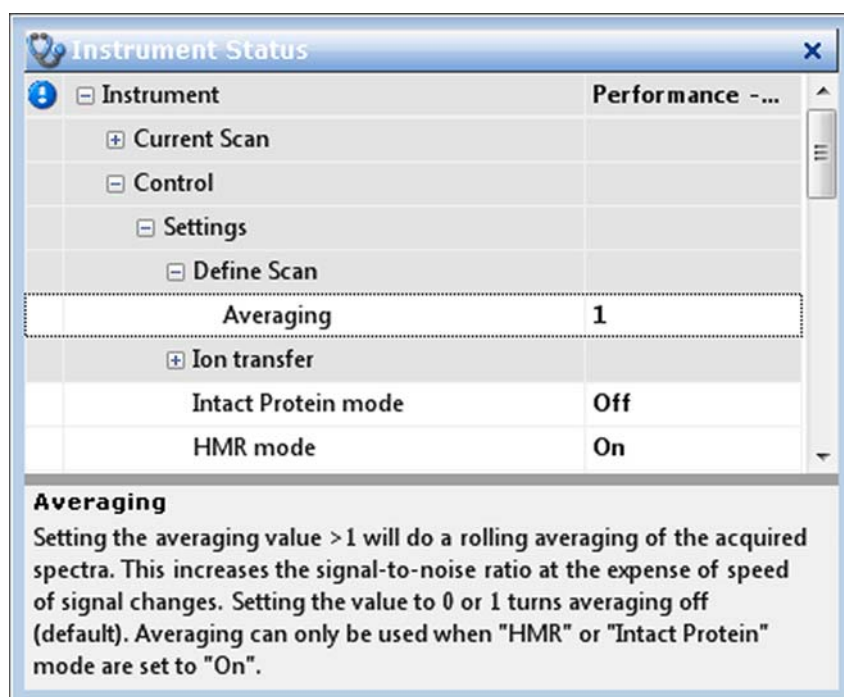 Instrument Status
Instrument Performance -...
Current Scan
Control
Settings
Define Scan
Averaging 1
Ion transfer
Intact Protein mode Off
HMR mode On
Averaging
Setting the averaging value >1 will do a rolling averaging of the acquired
spectra. This increases the signal-to-noise ratio at the expense of speed
of signal changes. Setting the value to 0 or 1 turns averaging off
(default). Averaging can only be used when "HMR" or "Intact Protein"
mode are set to "On".